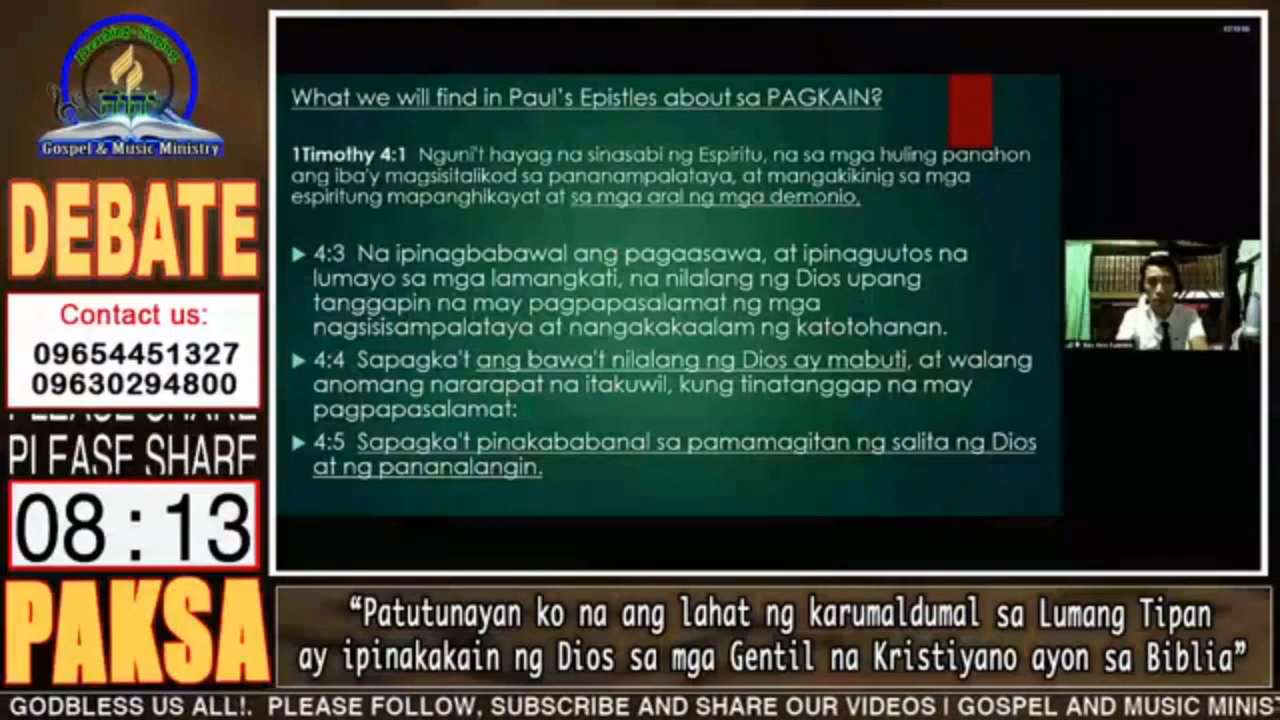 Preaching Singing
Gospel & Music Ministry
DEBATE
Contact us:
09654451327
09630294800
PLEASE SHARE
PLEASE SHARE
08:13
PAKSA
What we will find in Paul's Epistles about sa PAGKAIN?
1Timothy 4:1 Nguni't hayag na sinasabi ng Espiritu, na sa mga huling panahon
ang iba'y magsisitalikod sa pananampalataya, at mangakikinig sa mga
espiritung mapanghikayat at sa mga aral ng mga demonio,
4:3 Na ipinagbabawal ang pagaasawa, at ipinaguutos na
lumayo sa mga lamangkati, na nilalang ng Dios upang
tanggapin na may pagpapasalamat ng mga
nagsisisampalataya at nangakakaalam ng katotohanan.
4:4 Sapagka't ang bawa't nilalang ng Dios ay mabuti, at walang
anomang nararapat na itakuwil, kung tinatanggap na may
pagpapasalamat:
4:5 Sapagka't pinakababanal sa pamamagitan ng salita ng Dios
at ng pananalangin.
“Patutunayan ko na ang lahat ng karumaldumal sa Lumang Tipan
ay ipinakakain ng Dios sa mga Gentil na Kristiyano ayon sa Biblia”
GODBLESS US ALL!. PLEASE FOLLOW, SUBSCRIBE AND SHARE OUR VIDEOS | GOSPEL AND MUSIC MINIS